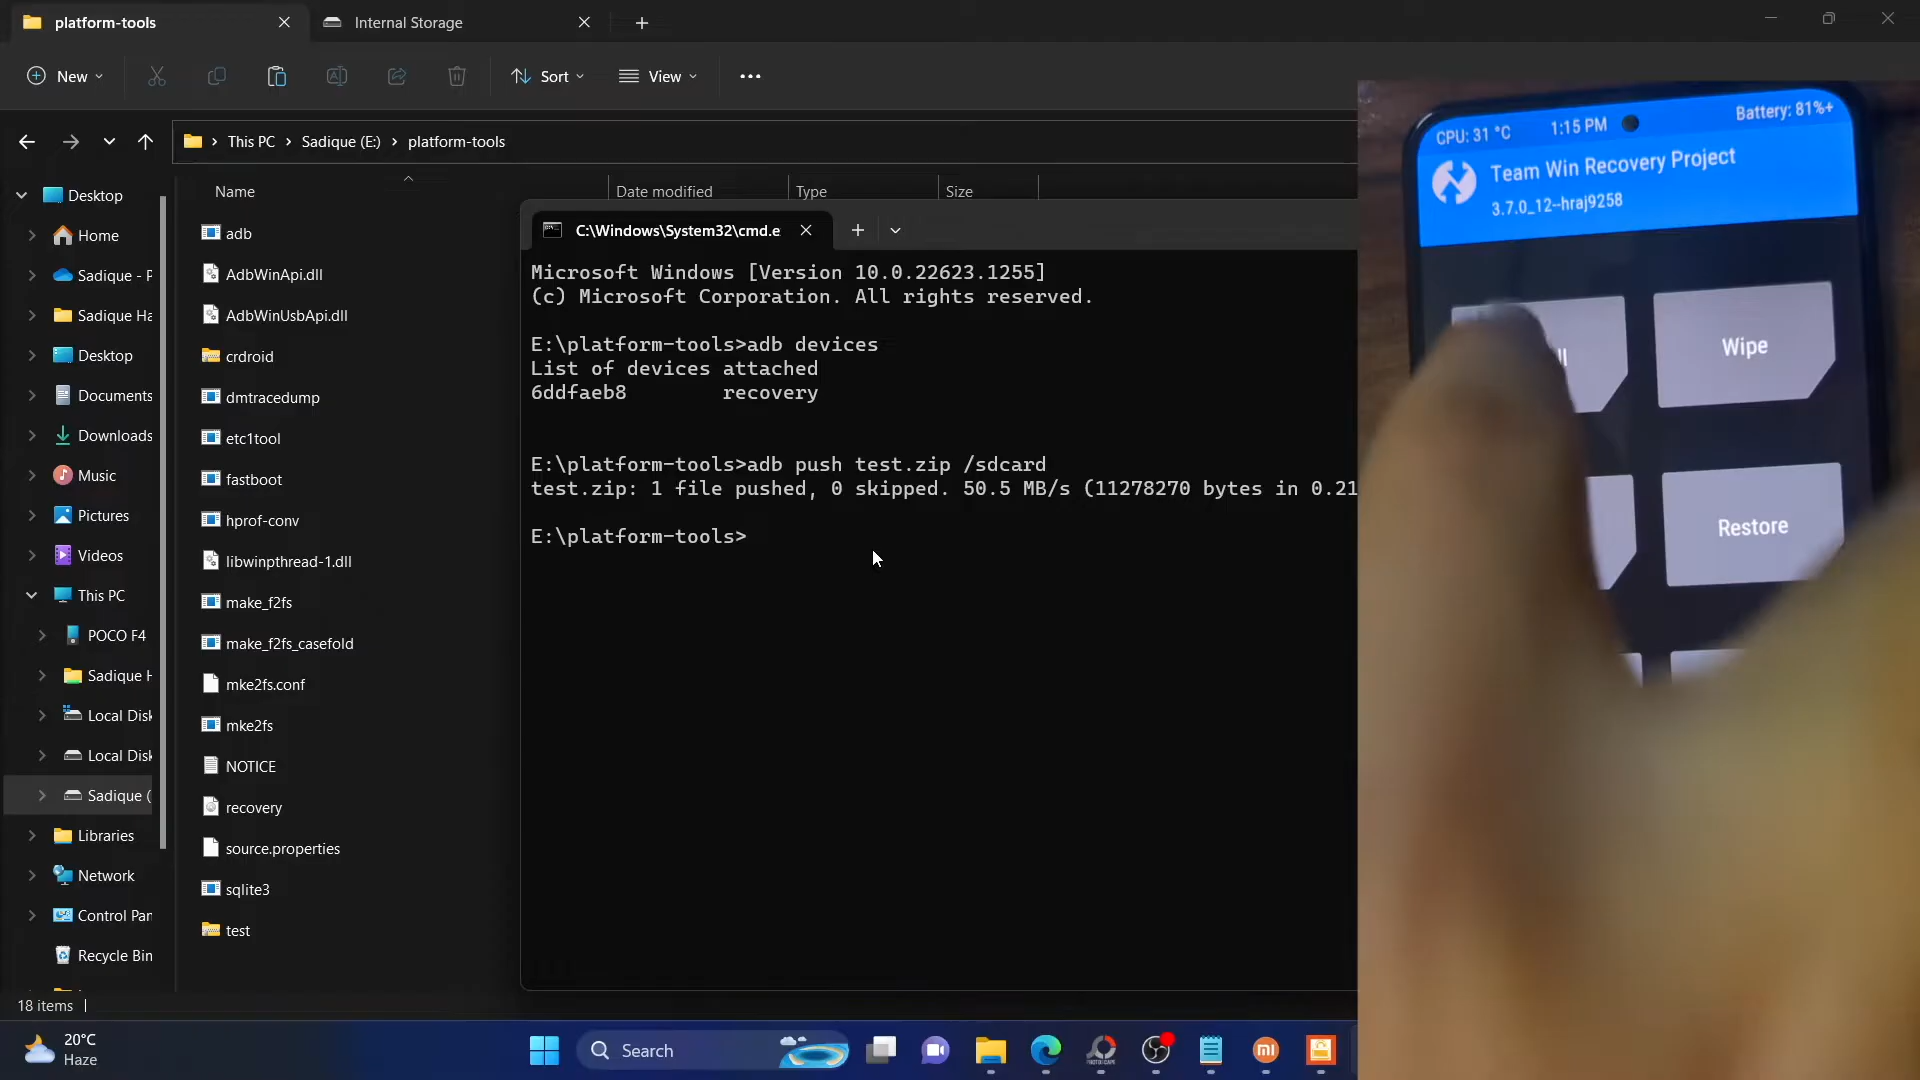 platform-tools
Internal Storage
New
Sort
View
This PC > Sadique (E:) > platform-tools
Name
Date modified
Type
Size
Desktop
Home
Sadique - P
Sadique Ha
Desktop
Documents
Downloads
Music
Pictures
Videos
This PC
POCO F4
Sadique H
Local Disk
Local Disk
Sadique (
Libraries
Network
Control Pan
Recycle Bin
adb
AdbWinApi.dll
AdbWinUsbApi.dll
crdroid
dmtracedump
etc1tool
fastboot
hprof-conv
libwinpthread-1.dll
make_f2fs
make_f2fs_casefold
mke2fs.conf
mke2fs
NOTICE
recovery
source.properties
sqlite3
test
18 items
C:\Windows\System32\cmd.e
Microsoft Windows [Version 10.0.22623.1255]
(c) Microsoft Corporation. All rights reserved.
E:\platform-tools>adb devices
List of devices attached
6ddfaeb8 recovery
E:\platform-tools>adb push test.zip /sdcard
test.zip: 1 file pushed, 0 skipped. 50.5 MB/s (11278270 bytes in 0.21
E:\platform-tools>
CPU: 31 °C 1:15 PM Battery: 81%+
Team Win Recovery Project
3.7.0_12--hraj9258
Wipe
Restore
20°C
Haze
Search
mi